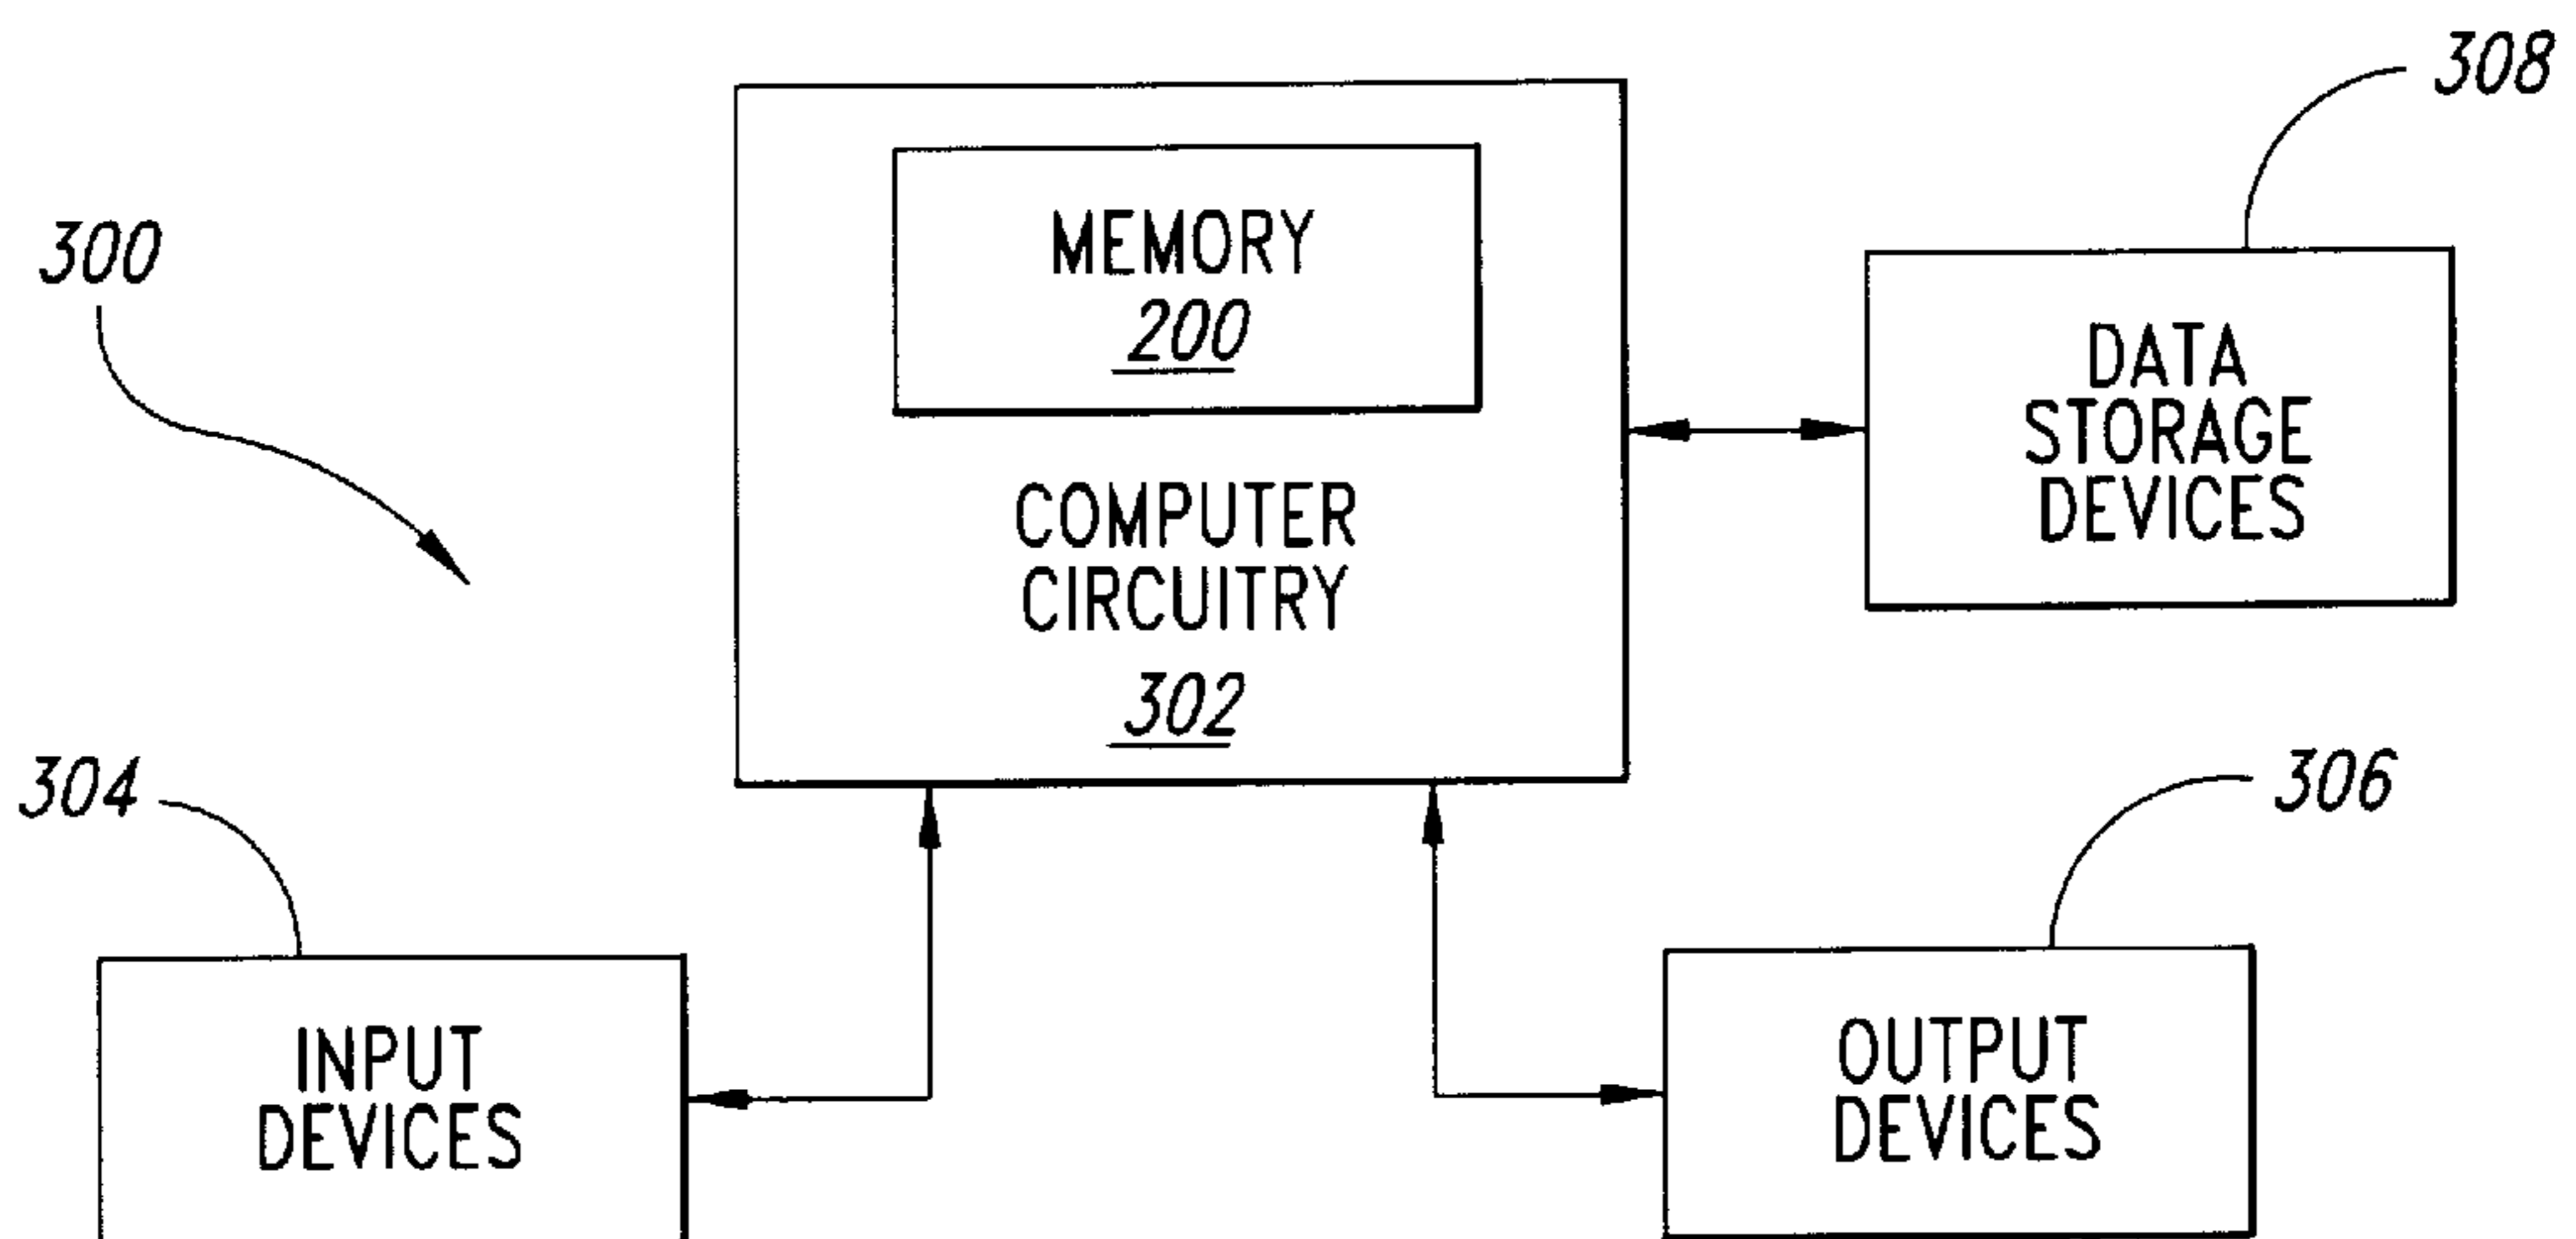 308
300
MEMORY
200
DATA
STORAGE
DEVICES
COMPUTER
CIRCUITRY
302
304
306
INPUT
DEVICES
OUTPUT
DEVICES